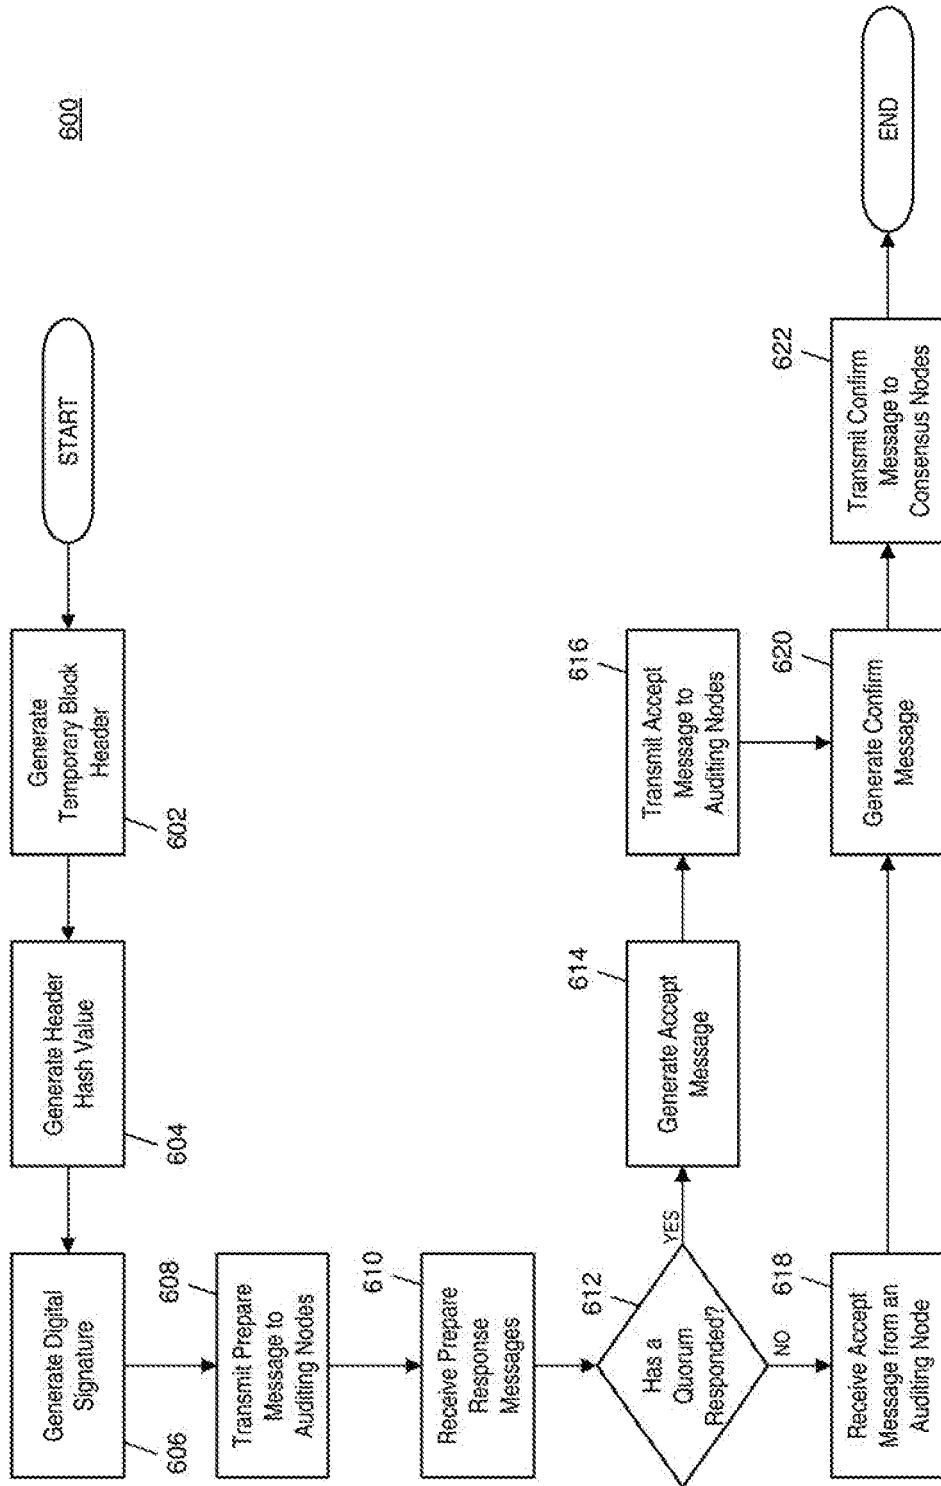 600
START
Generate
Temporary Block
Header
602
Generate Header
Hash Value
604
Generate Digital
Signature
606
Transmit Prepare
Message to
Auditing Nodes
608
Receive Prepare
Response
Messages
610
Has a
Quorum
Responded?
612
YES
NO
Generate Accept
Message
614
Transmit Accept
Message to
Auditing Nodes
616
Receive Accept
Message from an
Auditing Node
618
Generate Confirm
Message
620
Transmit Confirm
Message to
Consensus Nodes
622
END